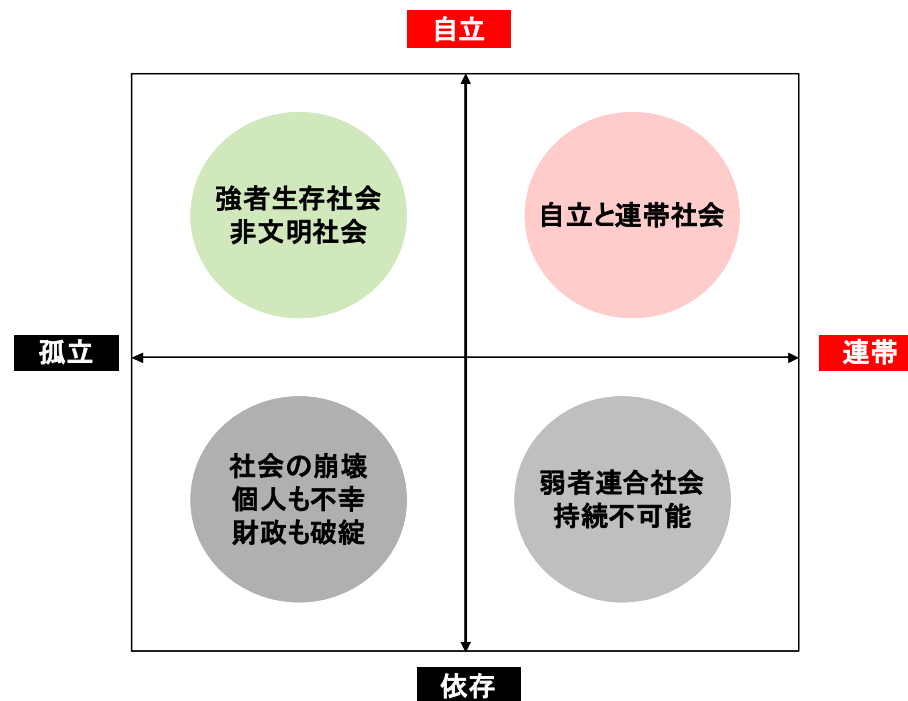 自立
強者生存社会
非文明社会
自立と連帯社会
孤立
連帯
社会の崩壊
個人も不幸
財政も破綻
弱者連合社会
持続不可能
依存